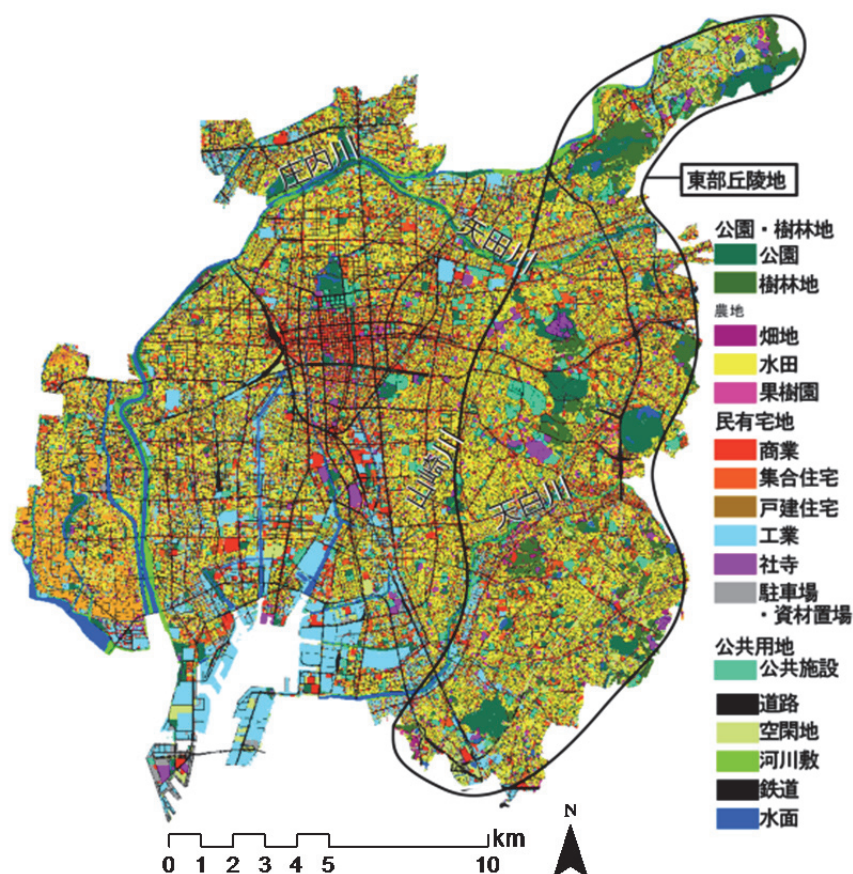 庄内川
矢田川
山崎川
天白川
東部丘陵地
公園・樹林地
公園
樹林地
農地
畑地
水田
果樹園
民有宅地
商業
集合住宅
戸建住宅
工業
社寺
駐車場
・資材置場
公共用地
公共施設
道路
空閑地
河川敷
鉄道
水面
km
0 1 2 3 4 5 10
N